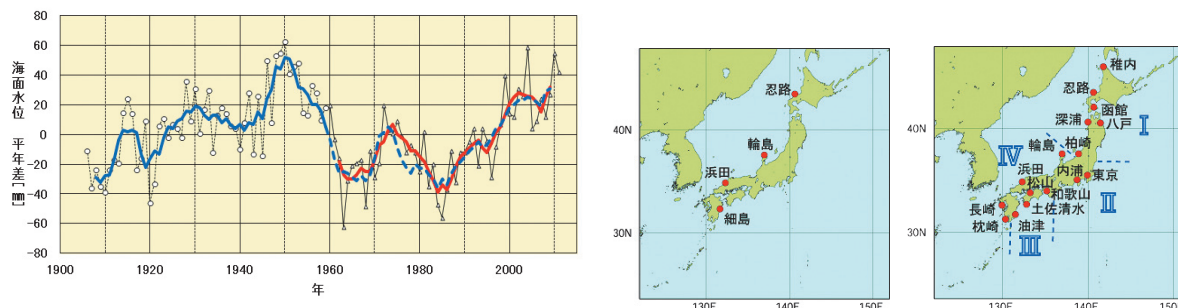 海面水位 平年差[mm]
80
60
40
20
0
-20
-40
-60
-80
1900
1920
1940
1960
1980
2000
年
40N
30N
130E
140E
150E
忍路
輪島
浜田
細島
40N
30N
130E
140E
150
稚内
忍路
函館
深浦
八戸
I
輪島
柏崎
IV
浜田
内浦
東京
松山
和歌山
II
長崎
土佐清水
枕崎
油津
III